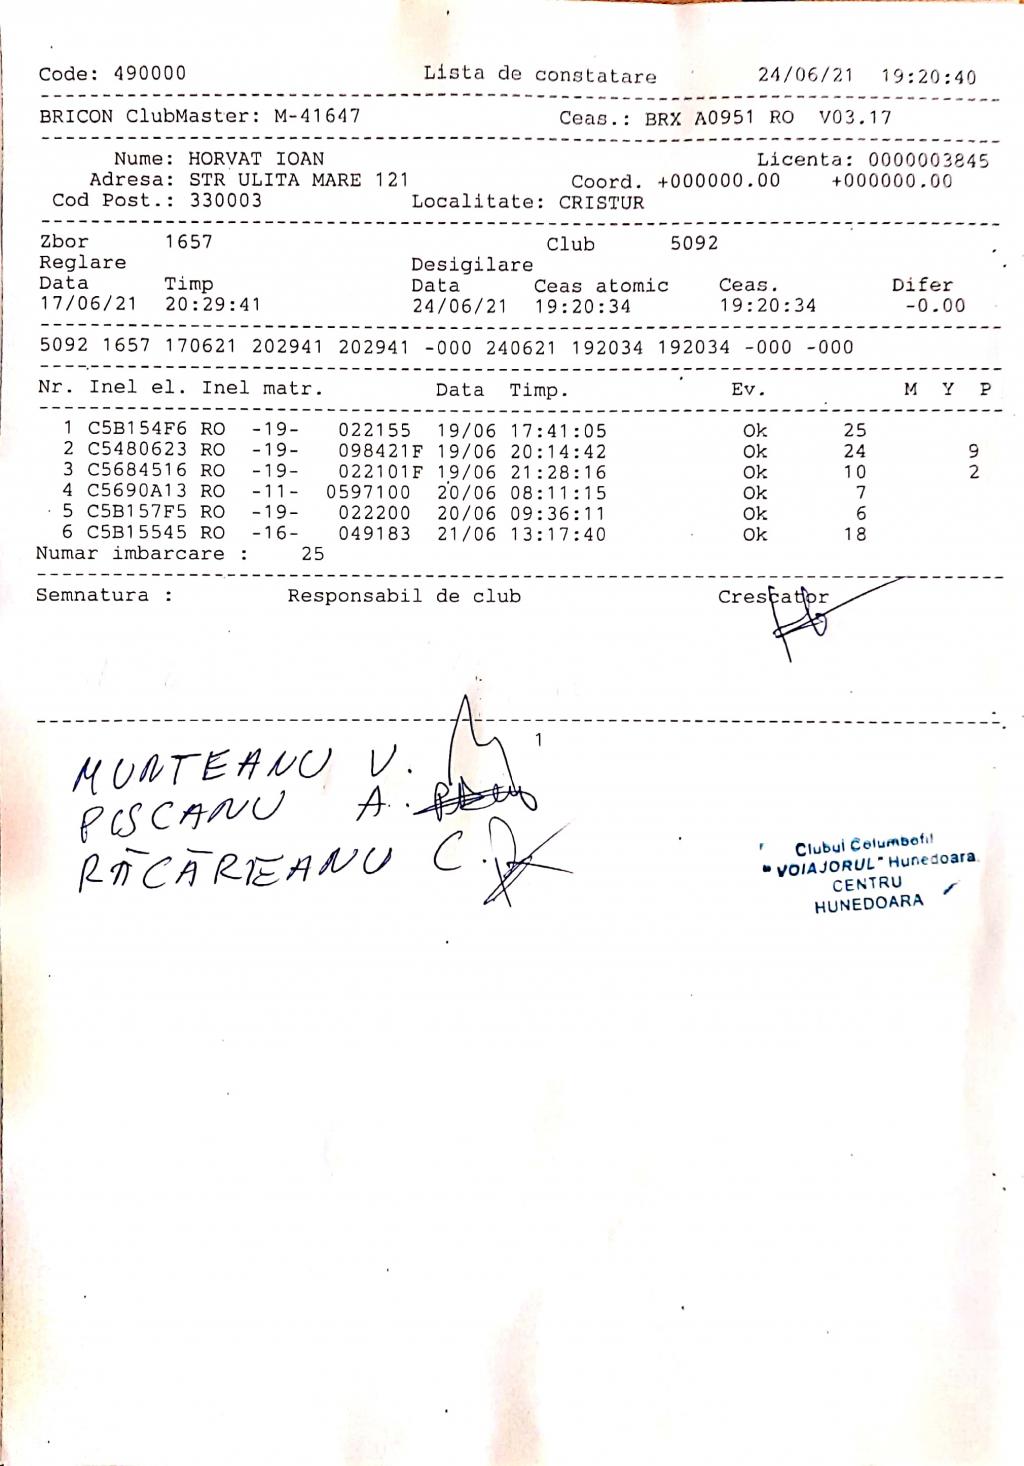 Code: 490000 Lista de constatare 24/06/21 19:20:40
BRICON ClubMaster: M-41647 Ceas.: BRX A0951 RO V03.17
Nume: HORVAT IOAN Licenta: 0000003845
Adresa: STR ULITA MARE 121 Coord. +000000.00 +000000.00
Cod Post.: 330003 Localitate: CRISTUR
Zbor 1657 Club 5092
Reglare Desigilare
Data Timp Data Ceas atomic Ceas. Difer
17/06/21 20:29:41 24/06/21 19:20:34 19:20:34 -0.00
5092 1657 170621 202941 202941 -000 240621 192034 192034 -000 -000
Nr. Inel el. Inel matr. Data Timp. Ev. M Y P
1 C5B154F6 RO -19- 022155 19/06 17:41:05 Ok 25
2 C5480623 RO -19- 098421F 19/06 20:14:42 Ok 24 9
3 C5684516 RO -19- 022101F 19/06 21:28:16 Ok 10 2
4 C5690A13 RO -11- 0597100 20/06 08:11:15 Ok 7
5 C5B157F5 RO -19- 022200 20/06 09:36:11 Ok 6
6 C5B15545 RO -16- 049183 21/06 13:17:40 Ok 18
Numar imbarcare : 25
Semnatura : Responsabil de club Crescator
1
MUNTEANU V.
PISCANU A.
RĂCĂREANU C.
Clubul Columbofil
"VOIAJORUL" Hunedoara
CENTRU
HUNEDOARA